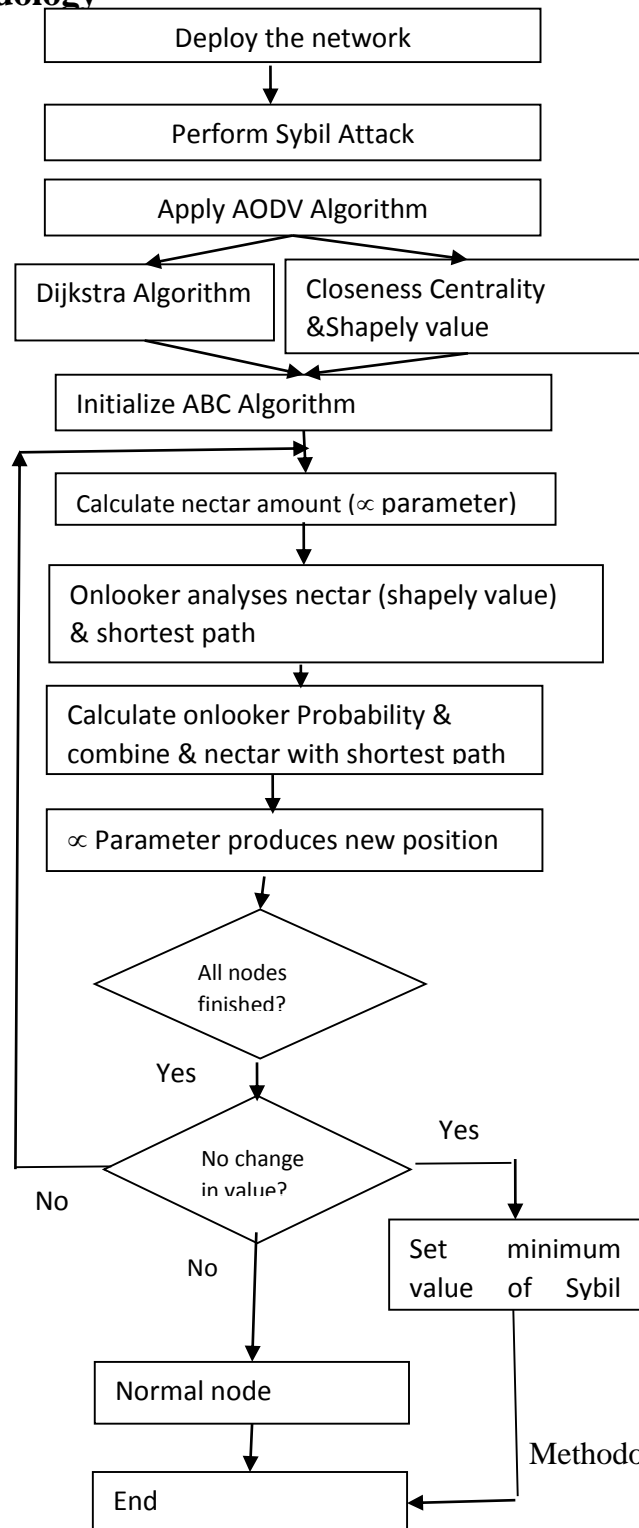 Deploy the network
Perform Sybil Attack
Apply AODV Algorithm
Dijkstra Algorithm
Closeness Centrality
&Shapely value
Initialize ABC Algorithm
Calculate nectar amount (∝ parameter)
Onlooker analyses nectar (shapely value)
& shortest path
Calculate onlooker Probability &
combine & nectar with shortest path
∝ Parameter produces new position
All nodes
finished?
Yes
No change
in value?
Yes
No
No
Set minimum
value of Sybil
Normal node
Methodo
End